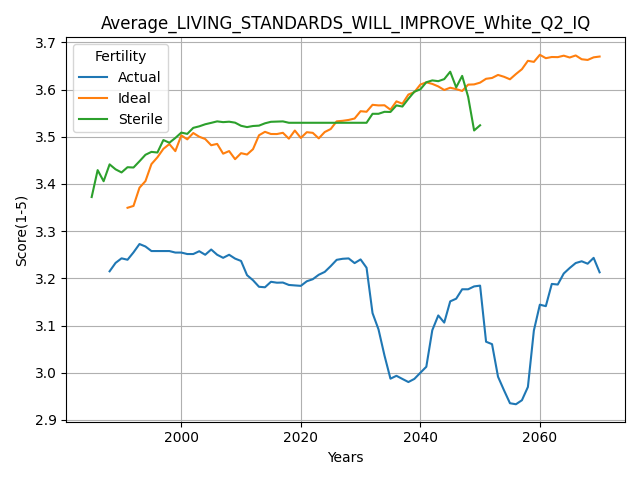 Average_LIVING_STANDARDS_WILL_IMPROVE_White_Q2_IQ
Fertility
Actual
Ideal
Sterile
Score(1-5)
3.7
3.6
3.5
3.4
3.3
3.2
3.1
3.0
2.9
2000
2020
2040
2060
Years